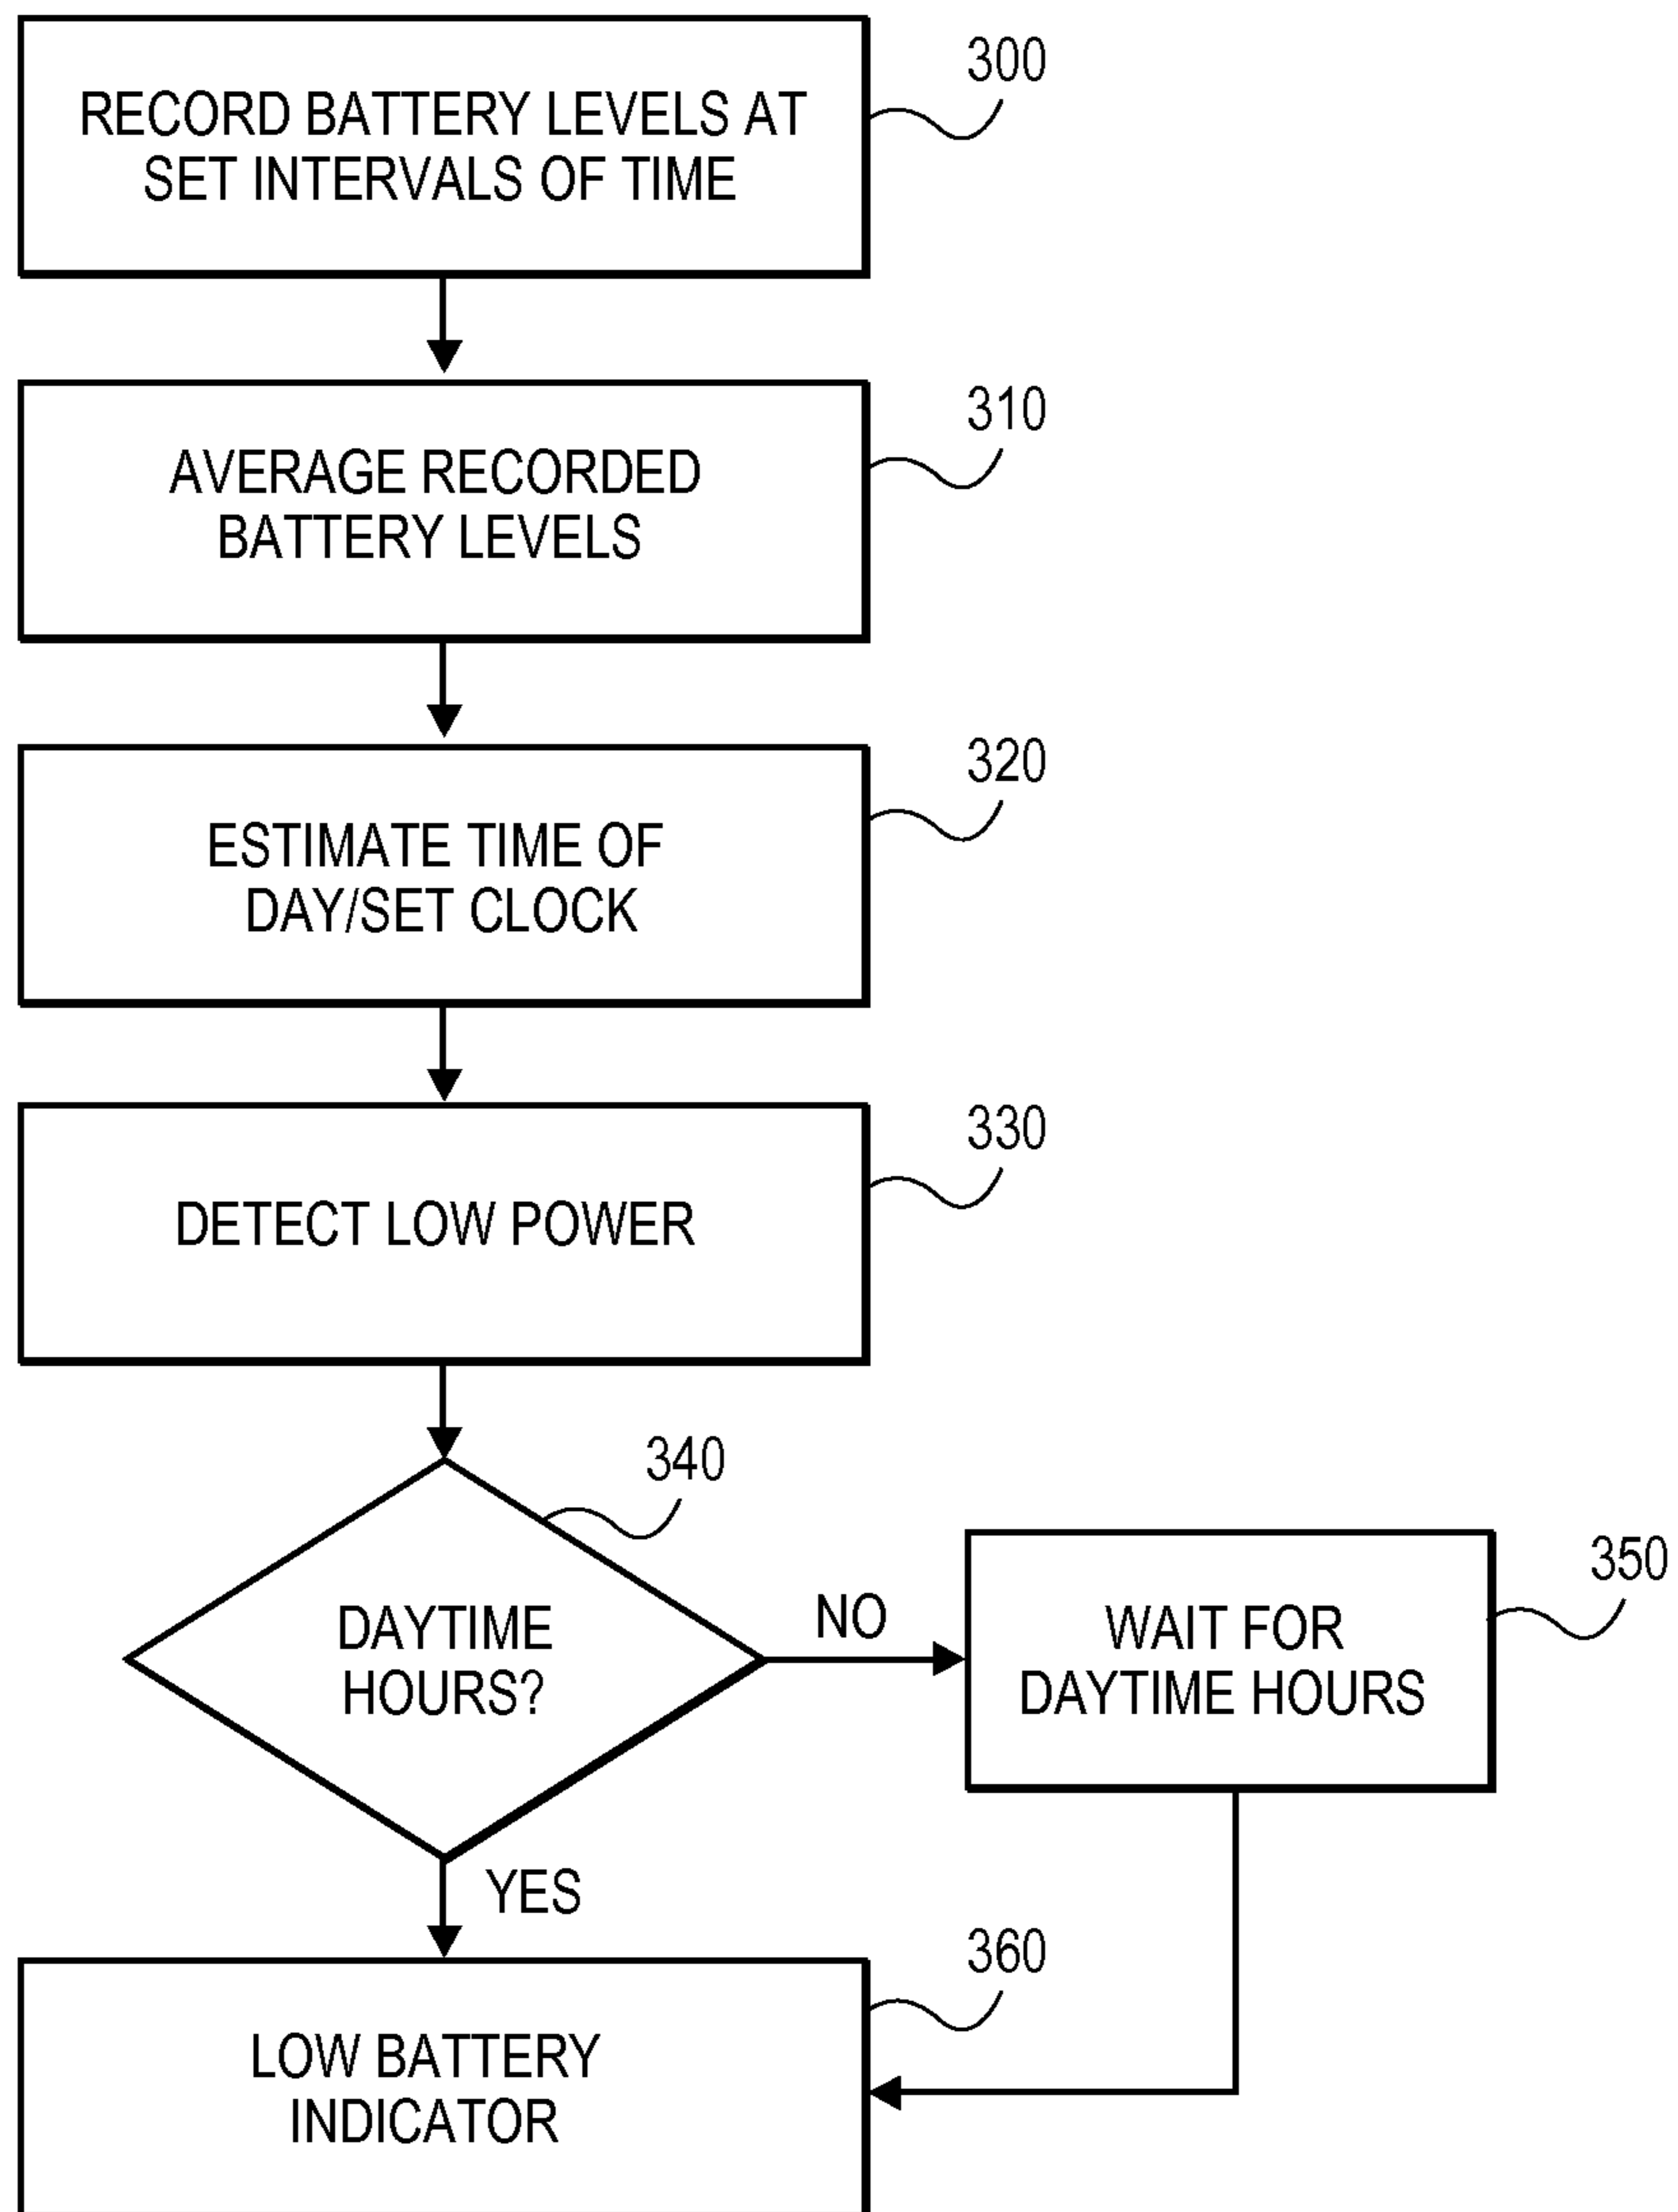 300
RECORD BATTERY LEVELS AT
SET INTERVALS OF TIME
310
AVERAGE RECORDED
BATTERY LEVELS
320
ESTIMATE TIME OF
DAY/SET CLOCK
330
DETECT LOW POWER
340
DAYTIME
HOURS?
NO
350
WAIT FOR
DAYTIME HOURS
YES
360
LOW BATTERY
INDICATOR